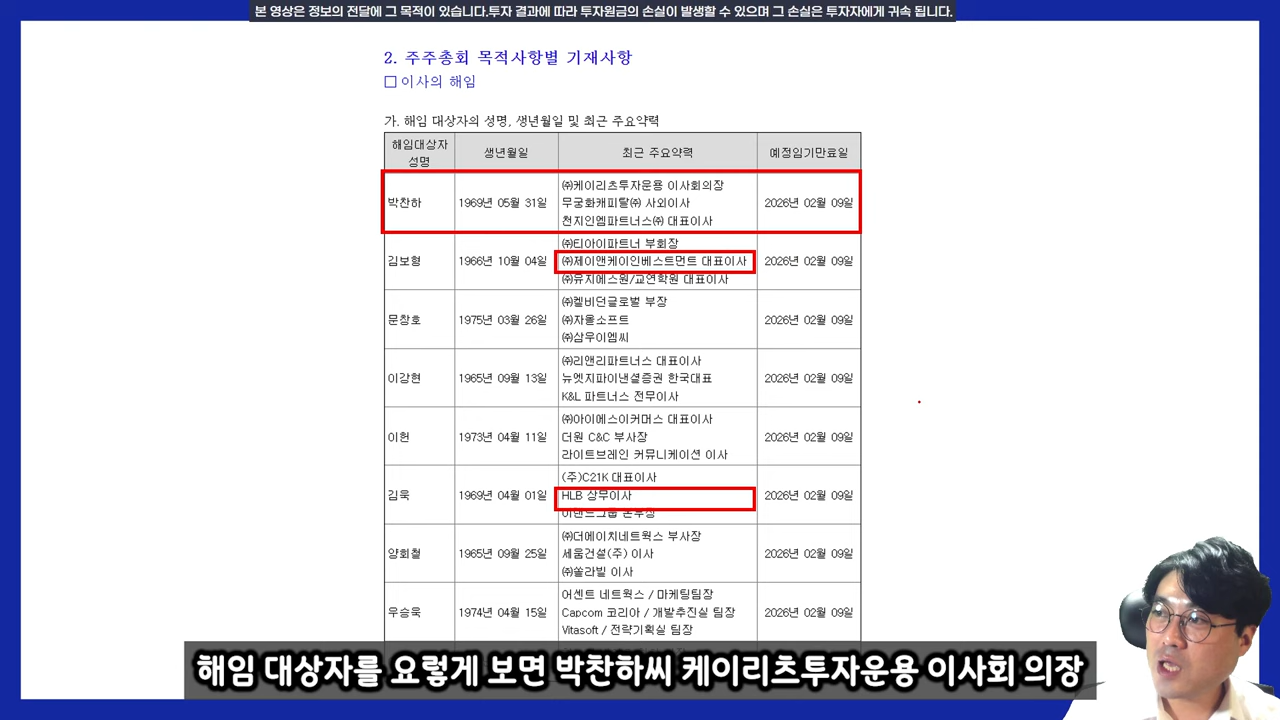 본 영상은 정보의 전달에 그 목적이 있습니다.투자 결과에 따라 투자원금의 손실이 발생할 수 있으며 그 손실은 투자자에게 귀속 됩니다.
2. 주주총회 목적사항별 기재사항
□ 이사의 해임
가. 해임 대상자의 성명, 생년월일 및 최근 주요약력
해임대상자 성명 생년월일 최근 주요약력 예정임기만료일
㈜케이리츠투자운용 이사회의장
박찬하 1969년 05월 31일 무궁화캐피탈㈜ 사외이사 2026년 02월 09일
천지인엠파트너스㈜ 대표이사
㈜티아이파트너 부회장
김보형 1966년 10월 04일 ㈜제이앤케이인베스트먼트 대표이사 2026년 02월 09일
㈜유지에스원/교연학원 대표이사
㈜켈비던글로벌 부장
문창호 1975년 03월 26일 ㈜자올소프트 2026년 02월 09일
㈜삼우이엠씨
㈜리앤리파트너스 대표이사
이강현 1965년 09월 13일 뉴엣지파이낸셜증권 한국대표 2026년 02월 09일
K&L 파트너스 전무이사
㈜아이에스이커머스 대표이사
이헌 1973년 04월 11일 더원 C&C 부사장 2026년 02월 09일
라이트브레인 커뮤니케이션 이사
(주)C21K 대표이사
김욱 1969년 04월 01일 HLB 상무이사 2026년 02월 09일
이랜드그룹 본부장
㈜더에이치네트웍스 부사장
양회철 1965년 09월 25일 세움건설(주) 이사 2026년 02월 09일
㈜쏠라빌 이사
어센트 네트웍스 / 마케팅팀장
우승욱 1974년 04월 15일 Capcom 코리아 / 개발추진실 팀장 2026년 02월 09일
Vitasoft / 전략기획실 팀장
해임 대상자를 요렇게 보면 박찬하씨 케이리츠투자운용 이사회 의장